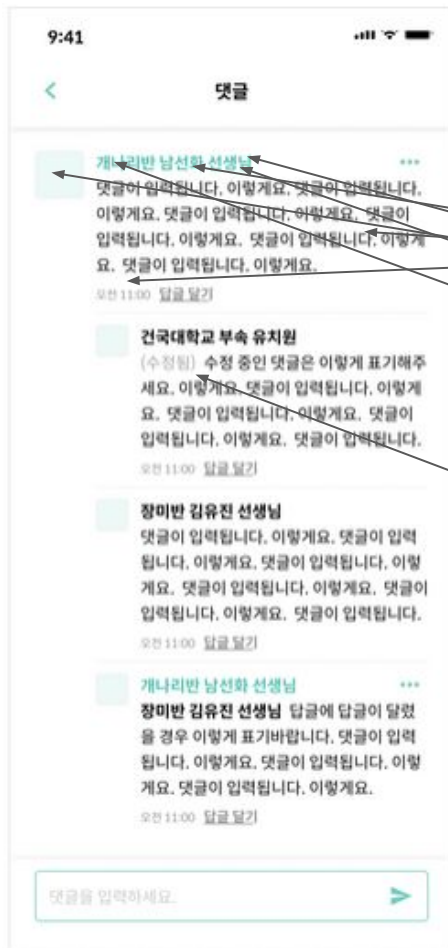 9:41
댓글
개나리반 남선화 선생님
댓글이 입력됩니다. 이렇게요. 댓글이 입력됩니다.
이렇게요. 댓글이 입력됩니다. 이렇게요. 댓글이
입력됩니다. 이렇게요. 댓글이 입력됩니다. 이렇게
요. 댓글이 입력됩니다. 이렇게요.
오전 11:00 답글 달기
건국대학교 부속 유치원
(수정됨) 수정 중인 댓글은 이렇게 표기해주
세요. 이렇게요. 댓글이 입력됩니다. 이렇게
요. 댓글이 입력됩니다. 이렇게요. 댓글이
입력됩니다. 이렇게요. 댓글이 입력됩니다.
오전 11:00 답글 달기
장미반 김유진 선생님
댓글이 입력됩니다. 이렇게요. 댓글이 입력
됩니다. 이렇게요. 댓글이 입력됩니다. 이렇
게요. 댓글이 입력됩니다. 이렇게요. 댓글이
입력됩니다. 이렇게요. 댓글이 입력됩니다.
오전 11:00 답글 달기
개나리반 남선화 선생님
장미반 김유진 선생님 답글에 답글이 달렸
을 경우 이렇게 표기바랍니다. 댓글이 입력
됩니다. 이렇게요. 댓글이 입력됩니다. 이렇
게요. 댓글이 입력됩니다. 이렇게요.
오전 11:00 답글 달기
댓글을 입력하세요.